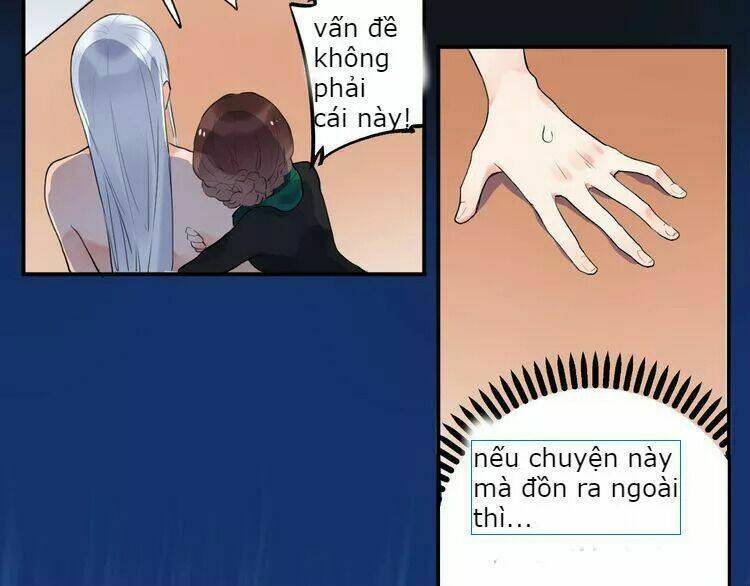 vấn đề
không
phải
cái này!
nếu chuyện này
mà đồn ra ngoài
thì...